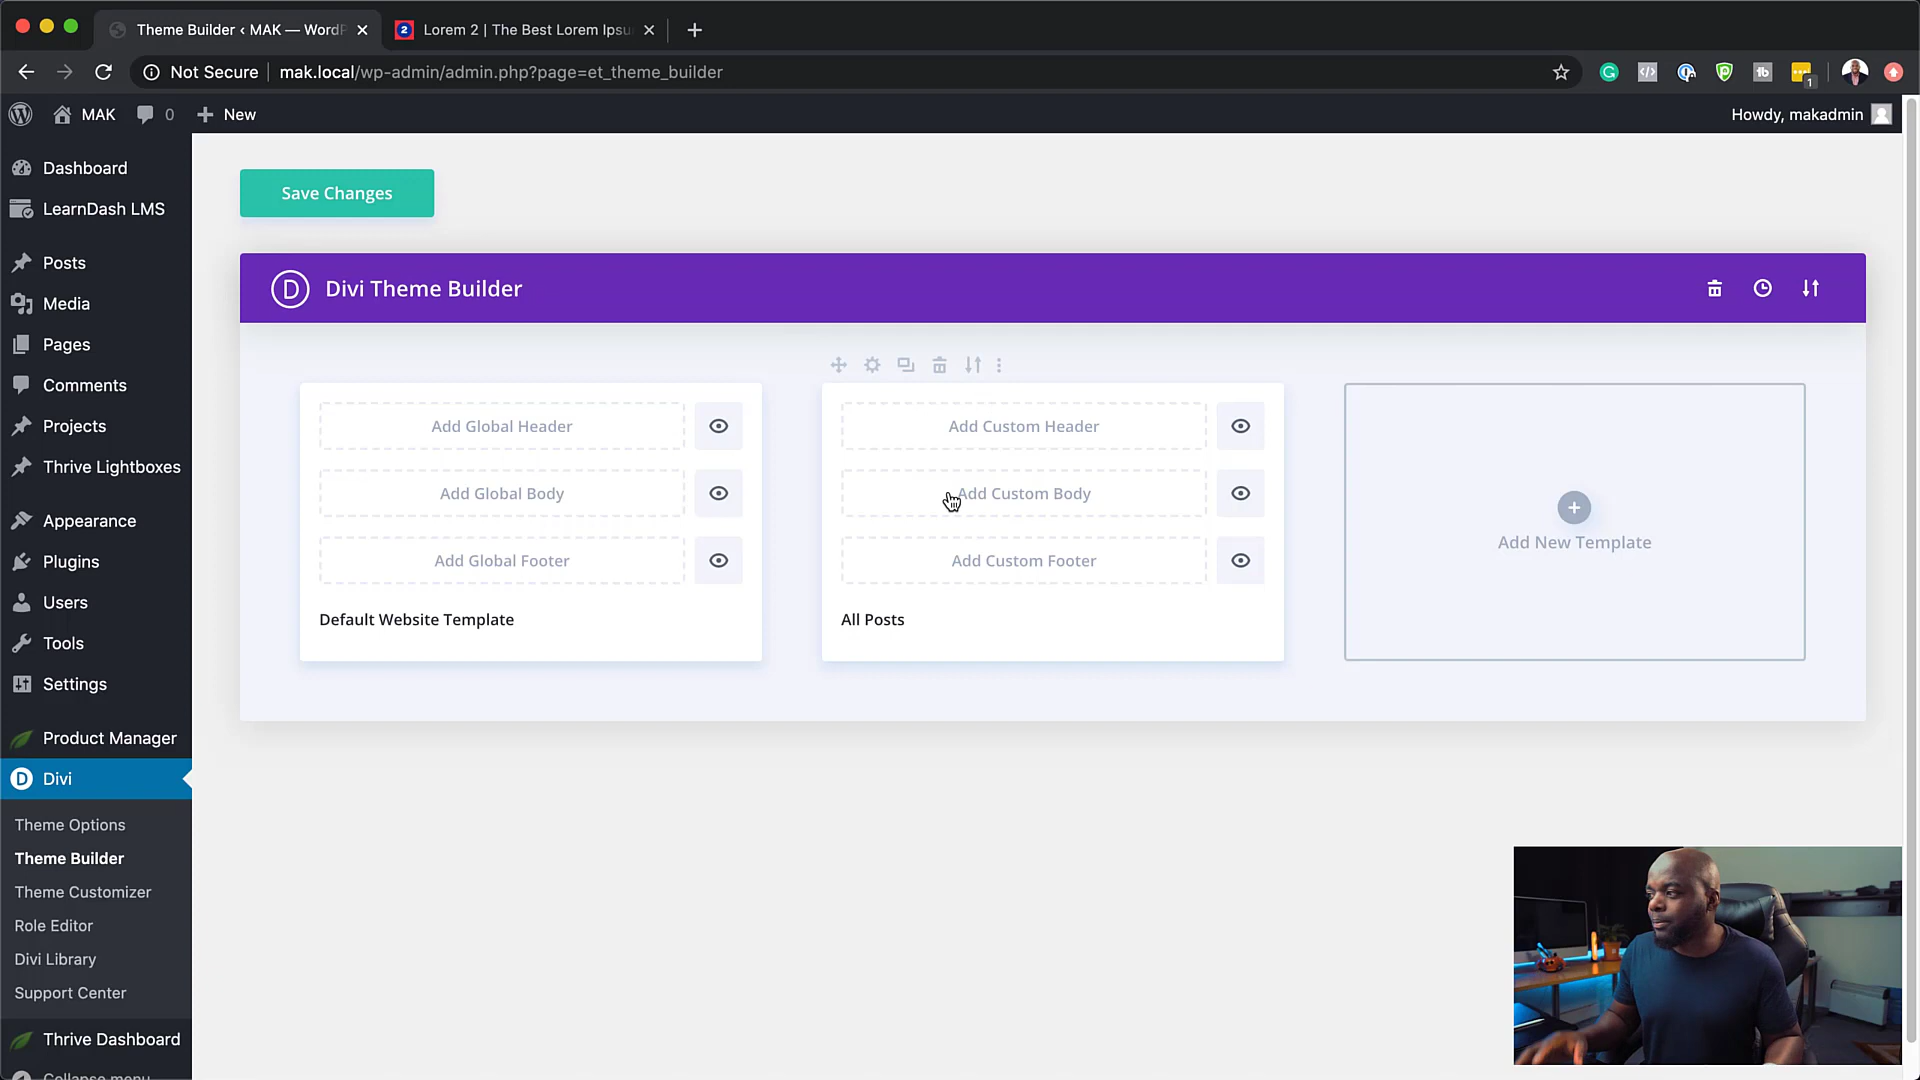 Theme Builder ‹ MAK — WordP
Lorem 2 | The Best Lorem Ipsu
Not Secure
mak.local/wp-admin/admin.php?page=et_theme_builder
1
MAK
0
New
Howdy, makadmin
Dashboard
LearnDash LMS
Posts
Media
Pages
Comments
Projects
Thrive Lightboxes
Appearance
Plugins
Users
Tools
Settings
Product Manager
Divi
Theme Options
Theme Builder
Theme Customizer
Role Editor
Divi Library
Support Center
Thrive Dashboard
Collapse menu
Save Changes
D
Divi Theme Builder
Add Global Header
Add Global Body
Add Global Footer
Default Website Template
Add Custom Header
Add Custom Body
Add Custom Footer
All Posts
Add New Template